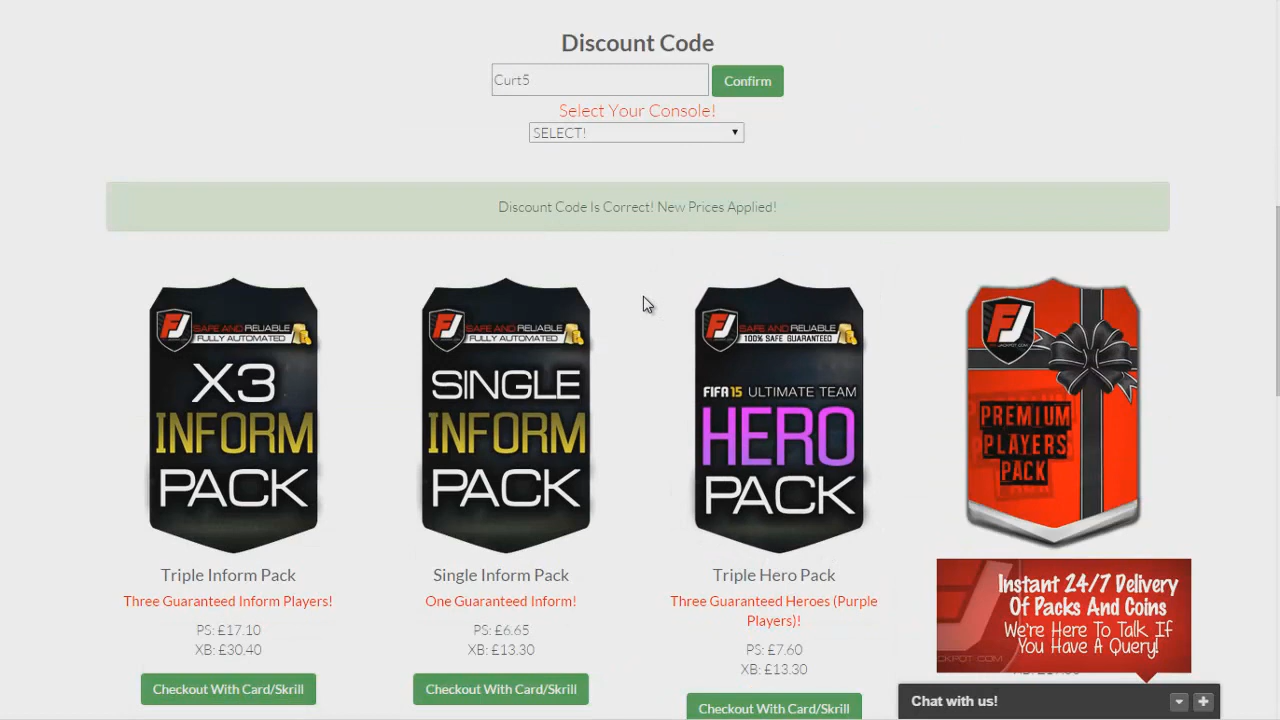 Discount Code
Curt5
Confirm
Select Your Console!
SELECT!
Discount Code Is Correct! New Prices Applied!
FJ SAFE AND RELIABLE
FULLY AUTOMATED
X3
INFORM
PACK
Triple Inform Pack
Three Guaranteed Inform Players!
PS: £17.10
XB: £30.40
Checkout With Card/Skrill
FJ SAFE AND RELIABLE
FULLY AUTOMATED
SINGLE
INFORM
PACK
Single Inform Pack
One Guaranteed Inform!
PS: £6.65
XB: £13.30
Checkout With Card/Skrill
FJ SAFE AND RELIABLE
100% SAFE GUARANTEED
FIFA 15 ULTIMATE TEAM
HERO
PACK
Triple Hero Pack
Three Guaranteed Heroes (Purple
Players)!
PS: £7.60
XB: £13.30
Checkout With Card/Skrill
FJ
PREMIUM
PLAYERS
PACK
Instant 24/7 Delivery
Of Packs And Coins
We're Here To Talk If
You Have A Query!
Chat with us!